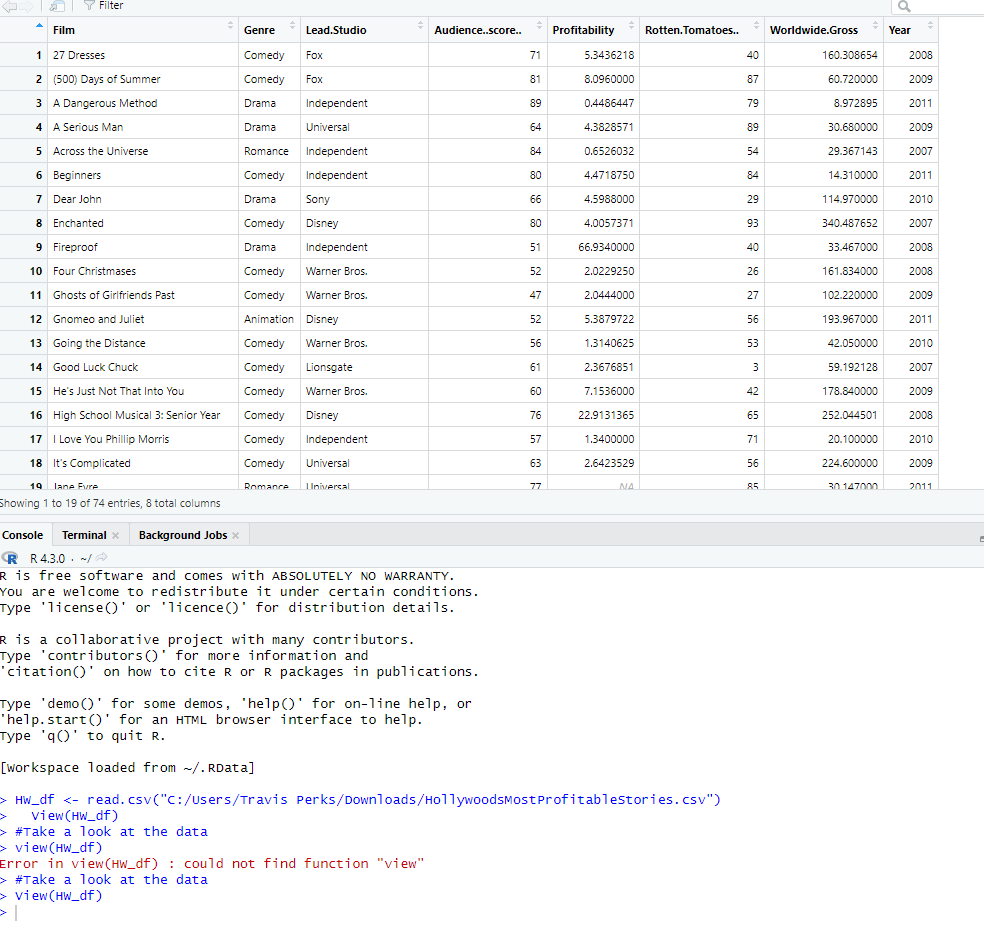 Filter
Film Genre Lead.Studio Audience..score.. Profitability Rotten.Tomatoes.. Worldwide.Gross Year
1 27 Dresses Comedy Fox 71 5.3436218 40 160.308654 2008
2 (500) Days of Summer Comedy Fox 81 8.0960000 87 60.720000 2009
3 A Dangerous Method Drama Independent 89 0.4486447 79 8.972895 2011
4 A Serious Man Drama Universal 64 4.3828571 89 30.680000 2009
5 Across the Universe Romance Independent 84 0.6526032 54 29.367143 2007
6 Beginners Comedy Independent 80 4.4718750 84 14.310000 2011
7 Dear John Drama Sony 66 4.5988000 29 114.970000 2010
8 Enchanted Comedy Disney 80 4.0057371 93 340.487652 2007
9 Fireproof Drama Independent 51 66.9340000 40 33.467000 2008
10 Four Christmases Comedy Warner Bros. 52 2.0229250 26 161.834000 2008
11 Ghosts of Girlfriends Past Comedy Warner Bros. 47 2.0444000 27 102.220000 2009
12 Gnomeo and Juliet Animation Disney 52 5.3879722 56 193.967000 2011
13 Going the Distance Comedy Warner Bros. 56 1.3140625 53 42.050000 2010
14 Good Luck Chuck Comedy Lionsgate 61 2.3676851 3 59.192128 2007
15 He's Just Not That Into You Comedy Warner Bros. 60 7.1536000 42 178.840000 2009
16 High School Musical 3: Senior Year Comedy Disney 76 22.9131365 65 252.044501 2008
17 I Love You Phillip Morris Comedy Independent 57 1.3400000 71 20.100000 2010
18 It's Complicated Comedy Universal 63 2.6423529 56 224.600000 2009
19 Jane Eyre Romance Universal 77 NA 85 30.147000 2011
Showing 1 to 19 of 74 entries, 8 total columns
Console Terminal Background Jobs
R R 4.3.0 · ~/
R is free software and comes with ABSOLUTELY NO WARRANTY.
You are welcome to redistribute it under certain conditions.
Type 'license()' or 'licence()' for distribution details.
R is a collaborative project with many contributors.
Type 'contributors()' for more information and
'citation()' on how to cite R or R packages in publications.
Type 'demo()' for some demos, 'help()' for on-line help, or
'help.start()' for an HTML browser interface to help.
Type 'q()' to quit R.
[Workspace loaded from ~/.RData]
> HW_df <- read.csv("C:/Users/Travis Perks/Downloads/HollywoodsMostProfitableStories.csv")
>   View(HW_df)
> #Take a look at the data
> view(HW_df)
Error in view(HW_df) : could not find function "view"
> #Take a look at the data
> View(HW_df)
>